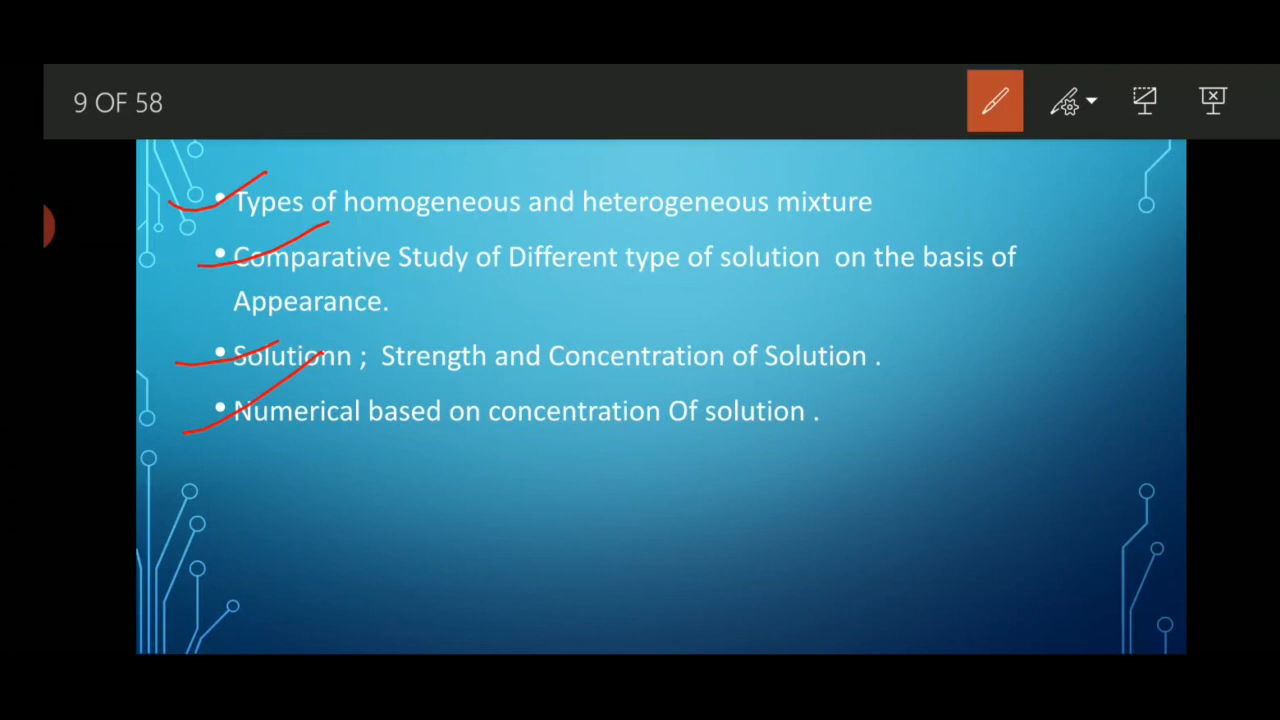 9 OF 58
• Types of homogeneous and heterogeneous mixture
• Comparative Study of Different type of solution on the basis of
Appearance.
• Solutionn ; Strength and Concentration of Solution .
• Numerical based on concentration Of solution .